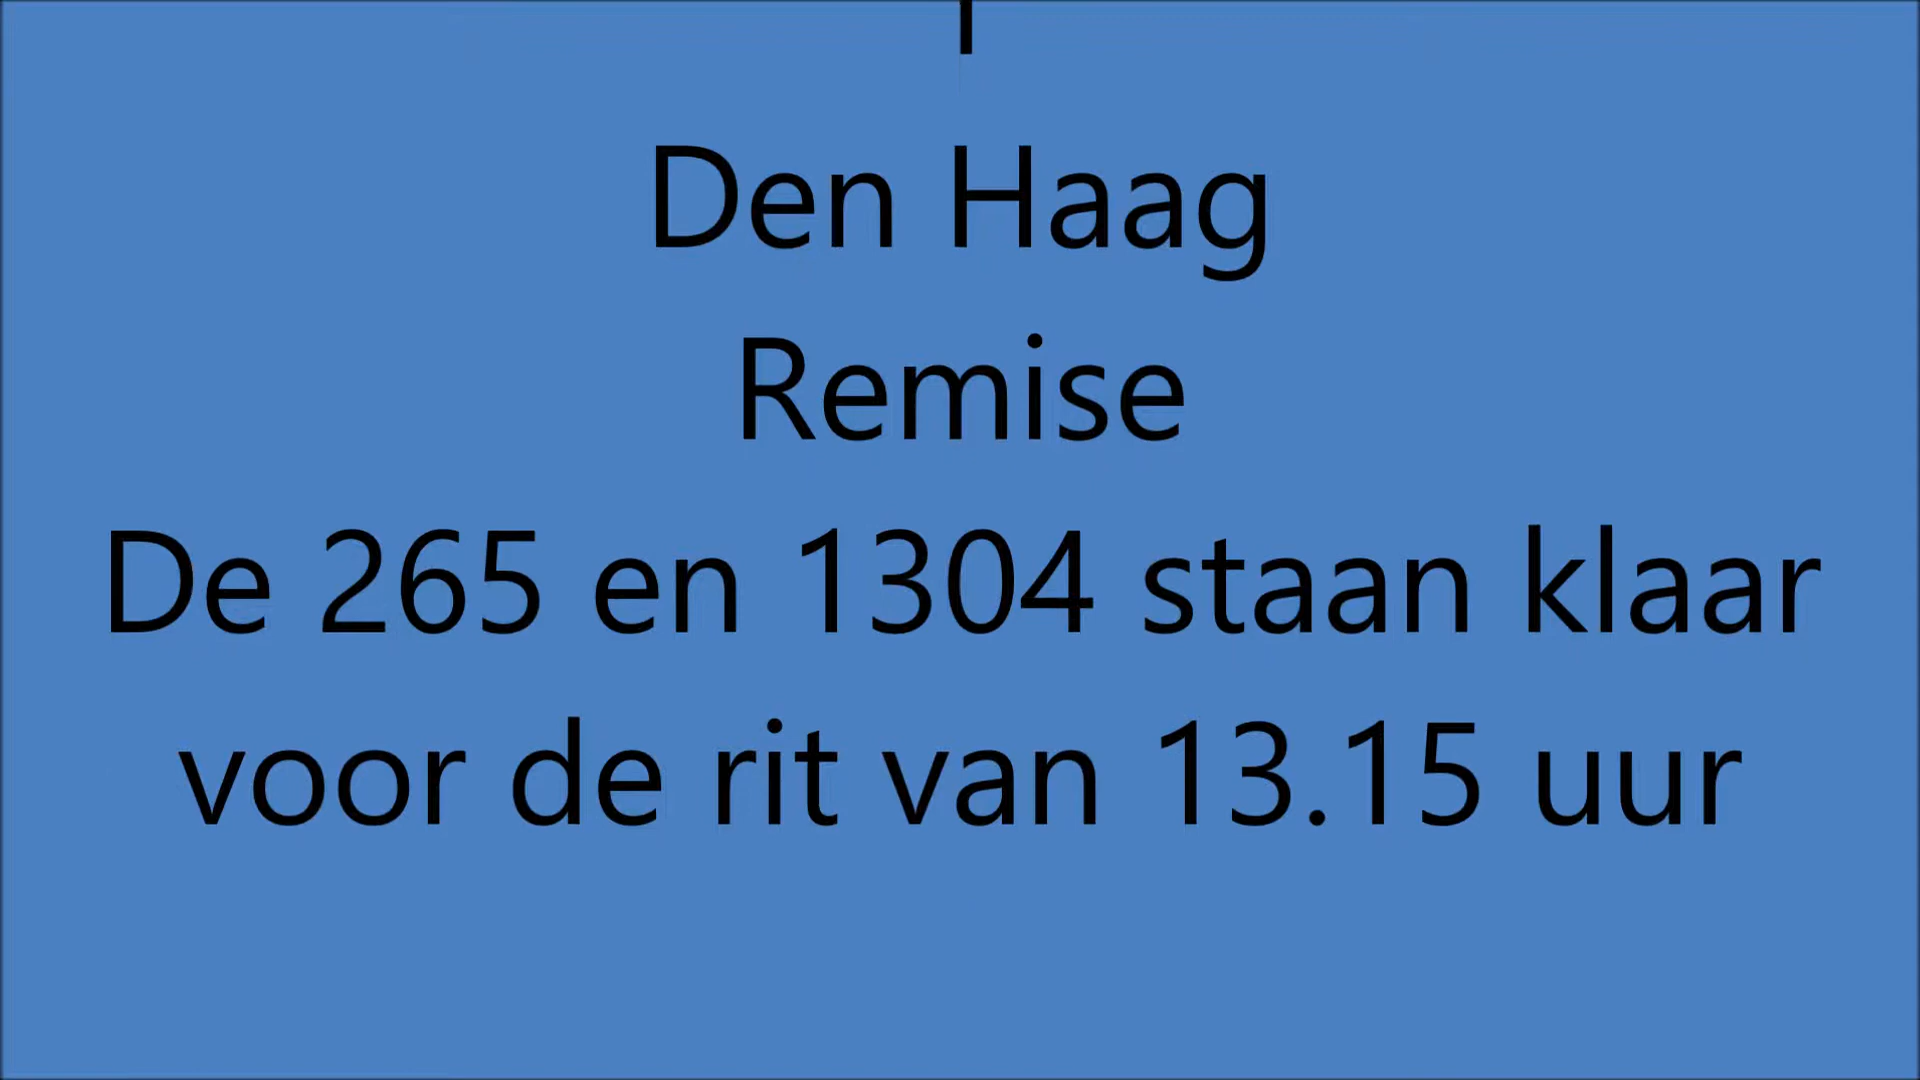 Den Haag
Remise
De 265 en 1304 staan klaar
voor de rit van 13.15 uur